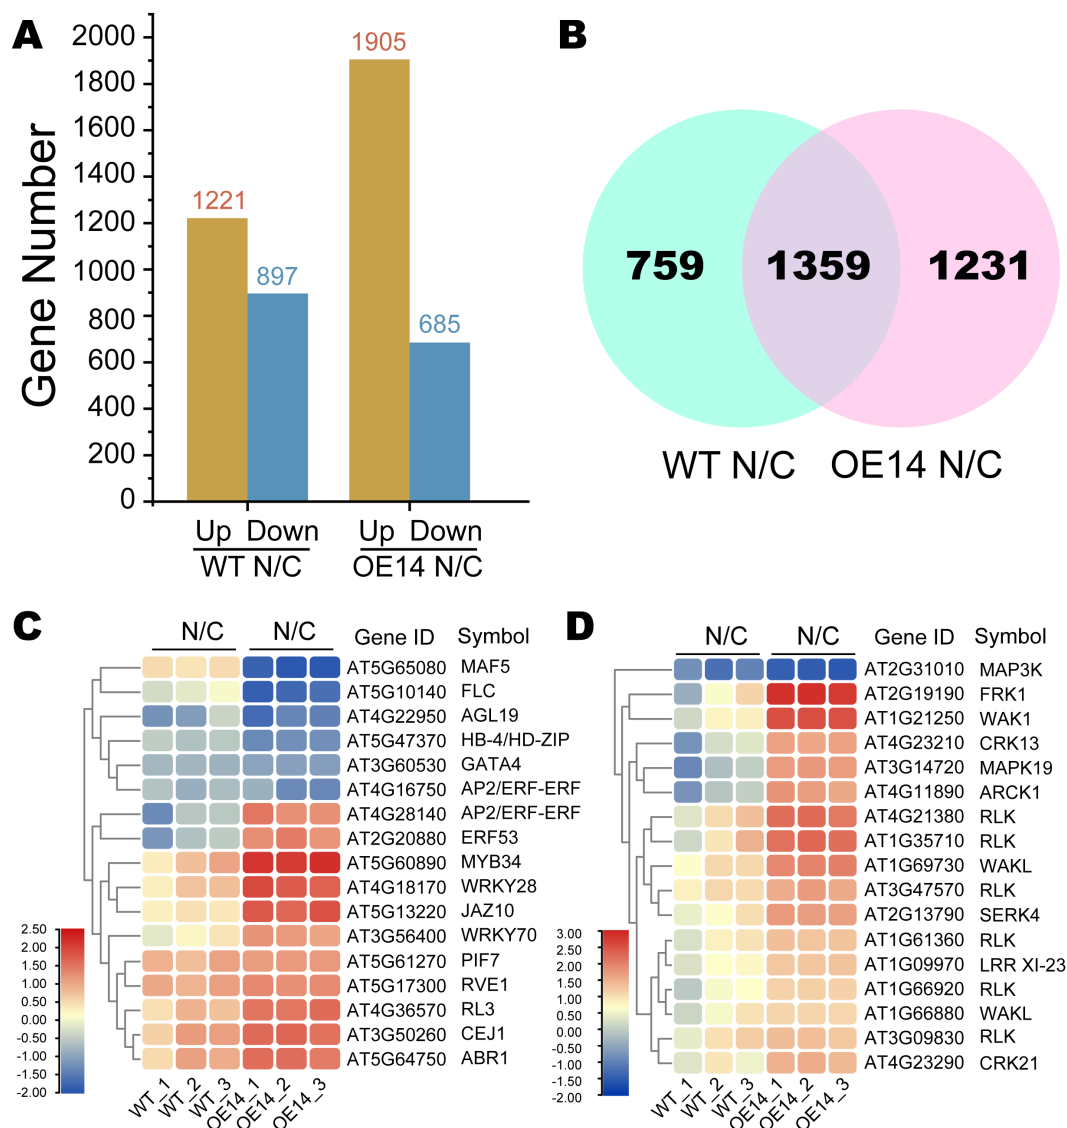 A
Gene Number
2000
1800
1600
1400
1200
1000
800
600
400
200
0
1221
897
1905
685
Up Down Up Down
WT N/C OE14 N/C
B
759 1359 1231
WT N/C OE14 N/C
C
N/C N/C Gene ID Symbol
AT5G65080 MAF5
AT5G10140 FLC
AT4G22950 AGL19
AT5G47370 HB-4/HD-ZIP
AT3G60530 GATA4
AT4G16750 AP2/ERF-ERF
AT4G28140 AP2/ERF-ERF
AT2G20880 ERF53
AT5G60890 MYB34
AT4G18170 WRKY28
AT5G13220 JAZ10
AT3G56400 WRKY70
AT5G61270 PIF7
AT5G17300 RVE1
AT4G36570 RL3
AT3G50260 CEJ1
AT5G64750 ABR1
2.50
2.00
1.50
1.00
0.50
0.00
-0.50
-1.00
-1.50
-2.00
WT_1 WT_2 WT_3 OE14_1 OE14_2 OE14_3
D
N/C N/C Gene ID Symbol
AT2G31010 MAP3K
AT2G19190 FRK1
AT1G21250 WAK1
AT4G23210 CRK13
AT3G14720 MAPK19
AT4G11890 ARCK1
AT4G21380 RLK
AT1G35710 RLK
AT1G69730 WAKL
AT3G47570 RLK
AT2G13790 SERK4
AT1G61360 RLK
AT1G09970 LRR XI-23
AT1G66920 RLK
AT1G66880 WAKL
AT3G09830 RLK
AT4G23290 CRK21
3.00
2.50
2.00
1.50
1.00
0.50
0.00
-0.50
-1.00
-1.50
-2.00
WT_1 WT_2 WT_3 OE14_1 OE14_2 OE14_3